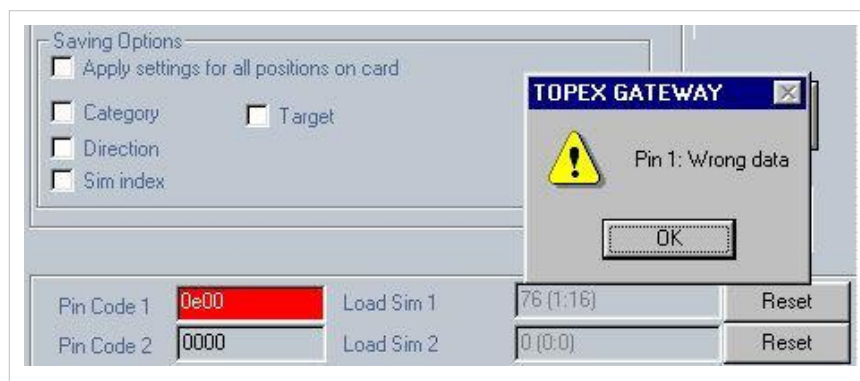 Saving Options
Apply settings for all positions on card
Category Target
Direction
Sim index
TOPEX GATEWAY
Pin 1: Wrong data
OK
Pin Code 1 0e00 Load Sim 1 76 (1:16) Reset
Pin Code 2 0000 Load Sim 2 0 (0:0) Reset